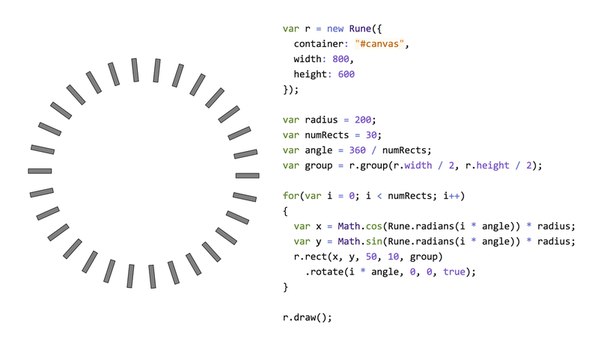 var r = new Rune({
  container: "#canvas",
  width: 800,
  height: 600
});

var radius = 200;
var numRects = 30;
var angle = 360 / numRects;
var group = r.group(r.width / 2, r.height / 2);

for(var i = 0; i < numRects; i++)
{
  var x = Math.cos(Rune.radians(i * angle)) * radius;
  var y = Math.sin(Rune.radians(i * angle)) * radius;
  r.rect(x, y, 50, 10, group)
    .rotate(i * angle, 0, 0, true);
}

r.draw();